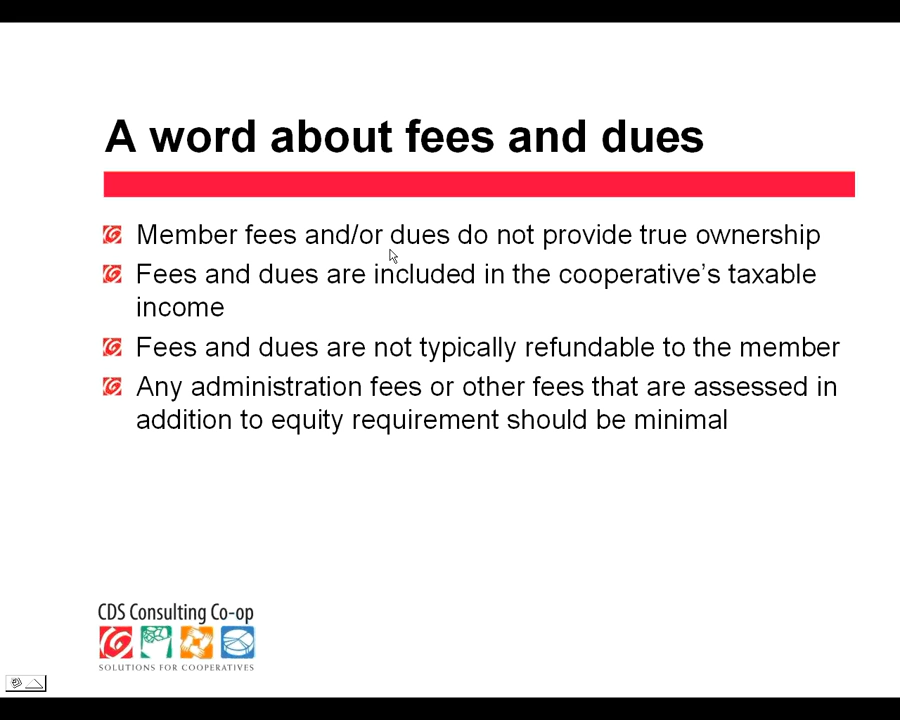 A word about fees and dues
Member fees and/or dues do not provide true ownership
Fees and dues are included in the cooperative’s taxable
income
Fees and dues are not typically refundable to the member
Any administration fees or other fees that are assessed in
addition to equity requirement should be minimal
CDS Consulting Co-op
SOLUTIONS FOR COOPERATIVES